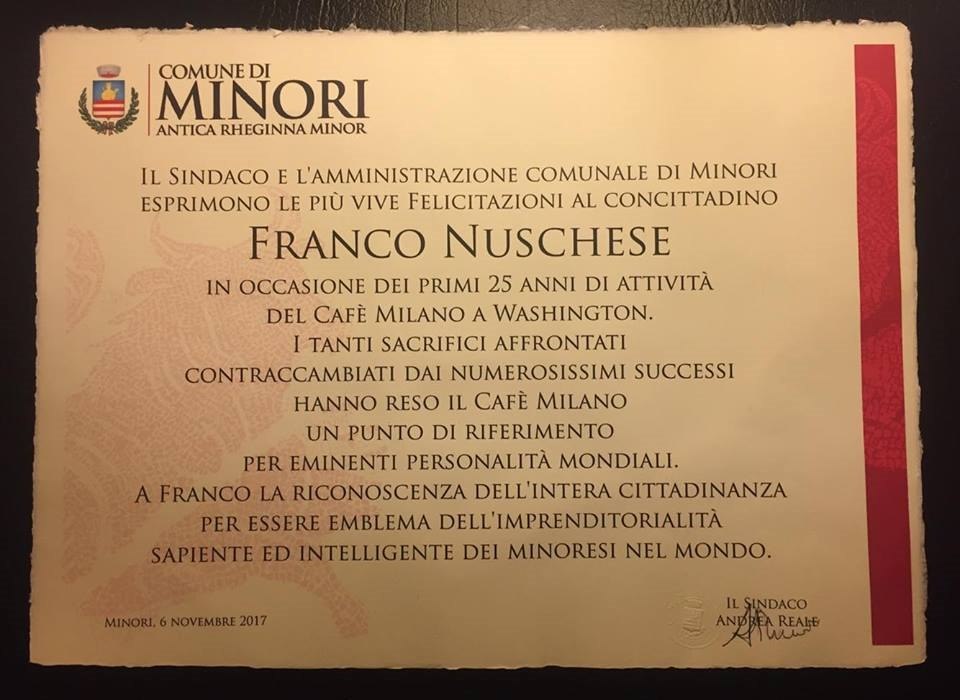 COMUNE DI
MINORI
ANTICA RHEGINNA MINOR
IL SINDACO E L'AMMINISTRAZIONE COMUNALE DI MINORI
ESPRIMONO LE PIÙ VIVE FELICITAZIONI AL CONCITTADINO
FRANCO NUSCHESE
IN OCCASIONE DEI PRIMI 25 ANNI DI ATTIVITÀ
DEL CAFÈ MILANO A WASHINGTON.
I TANTI SACRIFICI AFFRONTATI
CONTRACCAMBIATI DAI NUMEROSISSIMI SUCCESSI
HANNO RESO IL CAFÈ MILANO
UN PUNTO DI RIFERIMENTO
PER EMINENTI PERSONALITÀ MONDIALI.
A FRANCO LA RICONOSCENZA DELL'INTERA CITTADINANZA
PER ESSERE EMBLEMA DELL'IMPRENDITORIALITÀ
SAPIENTE ED INTELLIGENTE DEI MINORESI NEL MONDO.
MINORI, 6 NOVEMBRE 2017
IL SINDACO
ANDREA REALE